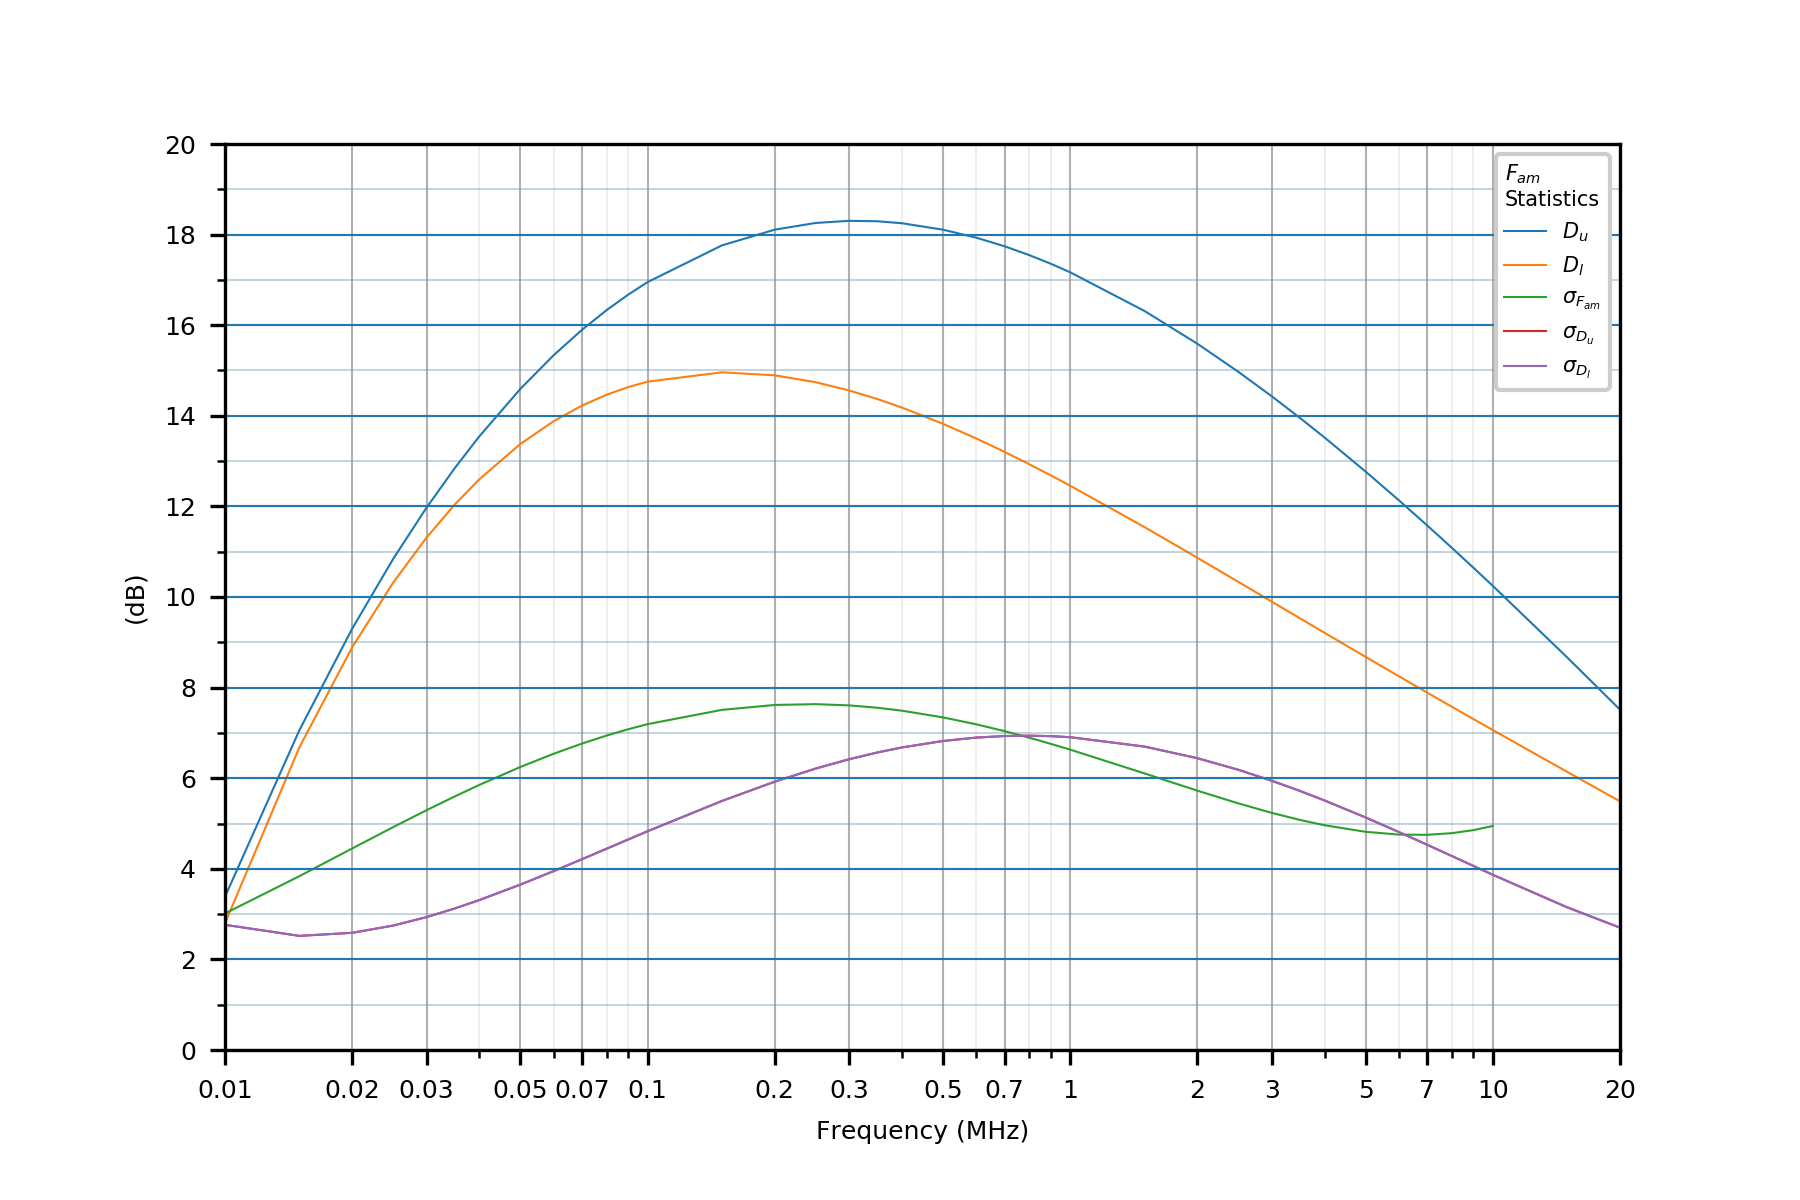 20
18
16
14
12
10
8
6
4
2
0
(dB)
F_am
Statistics
D_u
D_l
σ_F_am
σ_D_u
σ_D_l
0.01 0.02 0.03 0.05 0.07 0.1 0.2 0.3 0.5 0.7 1 2 3 5 7 10 20
Frequency (MHz)